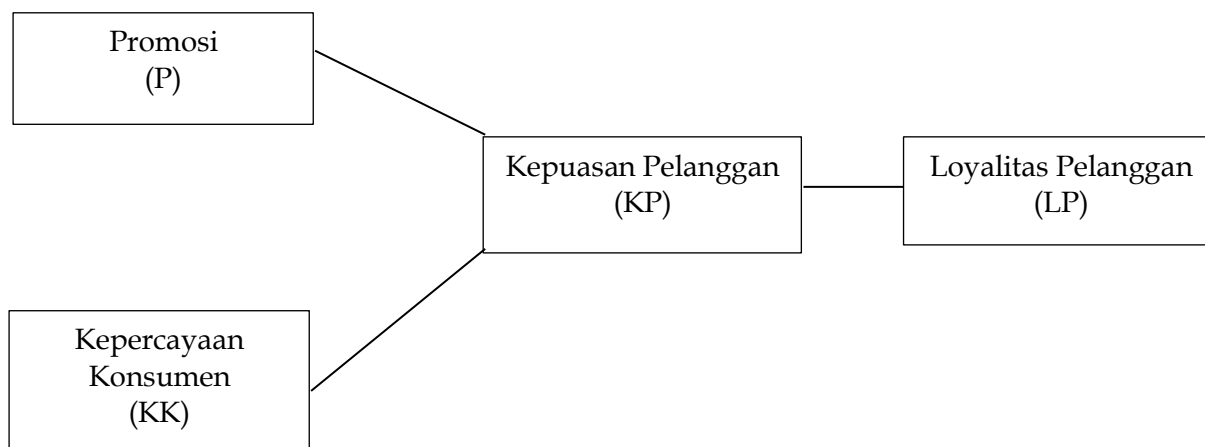 Promosi
(P)
Kepuasan Pelanggan
(KP)
Loyalitas Pelanggan
(LP)
Kepercayaan
Konsumen
(KK)